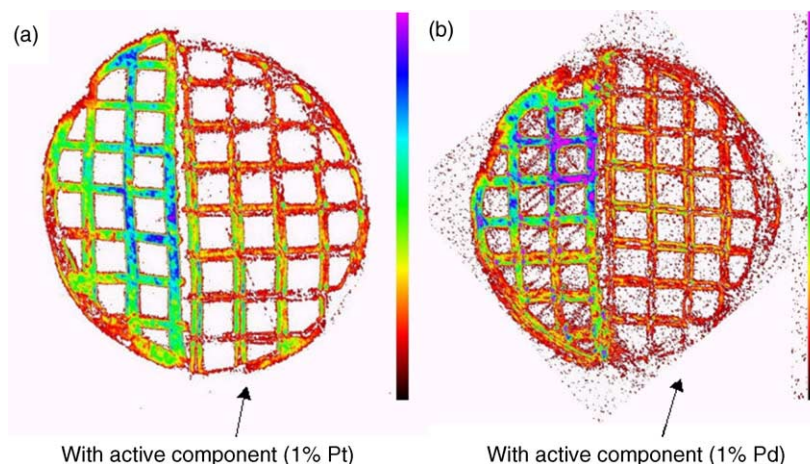 (a)
(b)
With active component (1% Pt)
With active component (1% Pd)